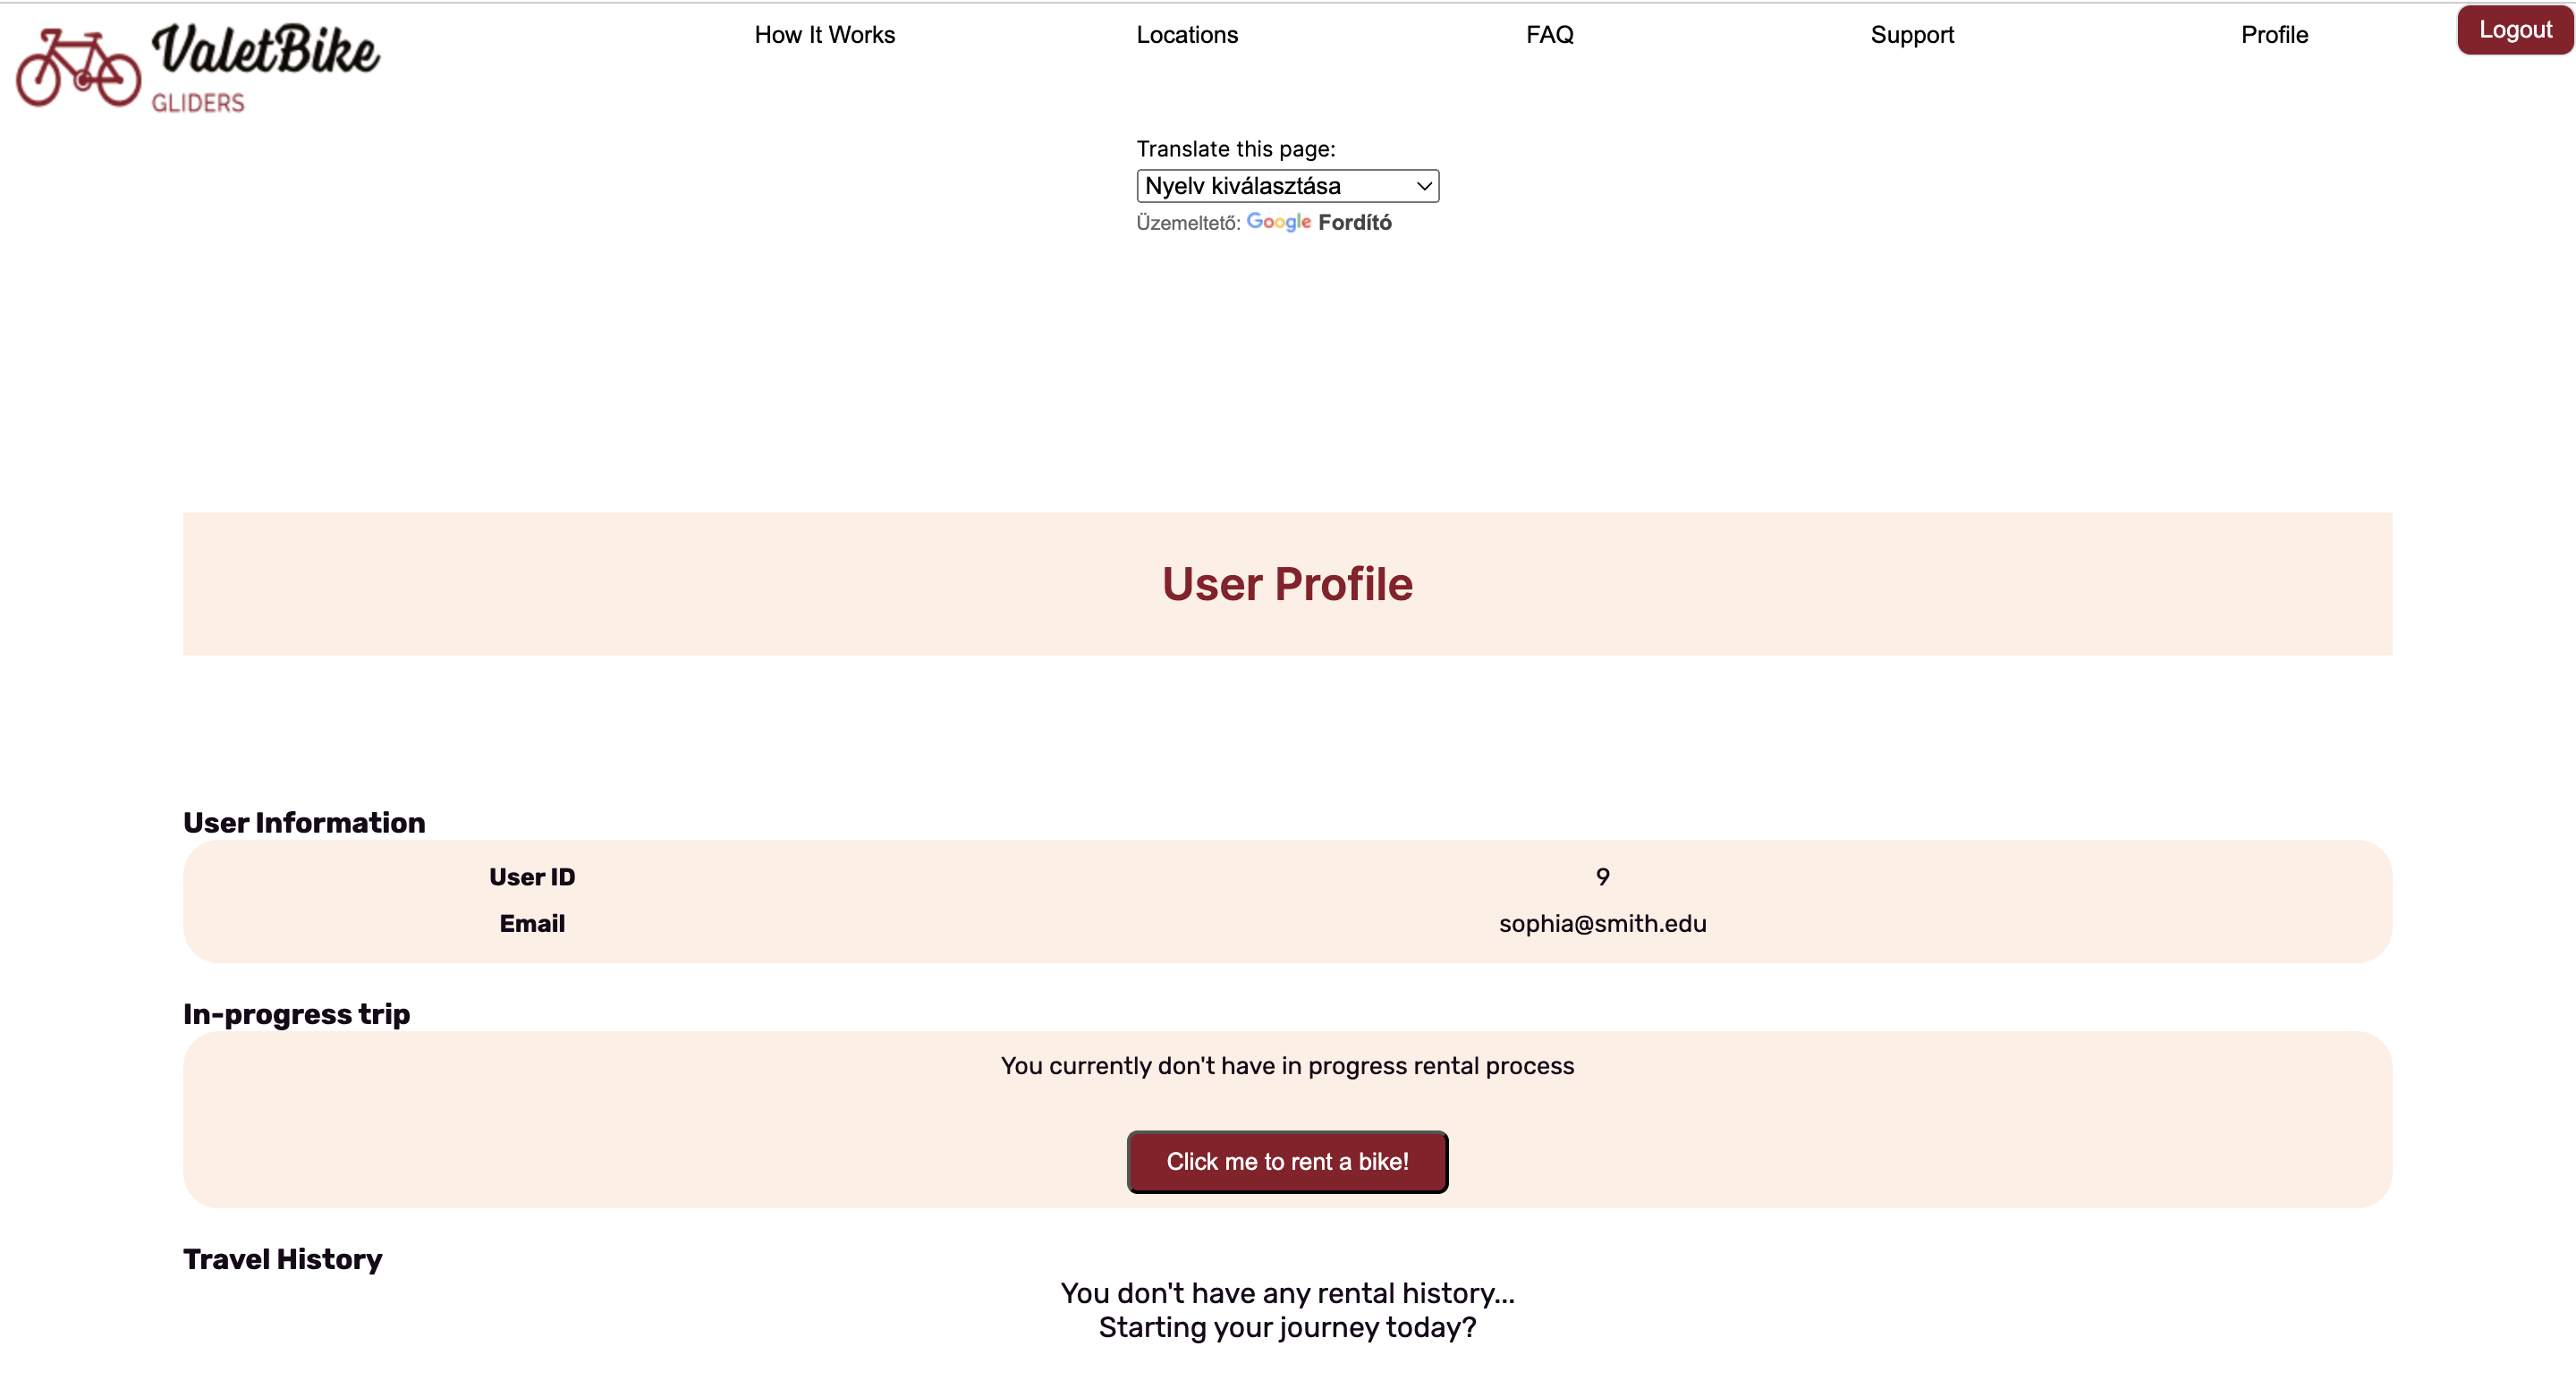 ValetBike
GLIDERS
How It Works
Locations
FAQ
Support
Profile
Logout
Translate this page:
Nyelv kiválasztása
Üzemeltető: Google Fordító
User Profile
User Information
User ID 9
Email sophia@smith.edu
In-progress trip
You currently don't have in progress rental process
Click me to rent a bike!
Travel History
You don't have any rental history...
Starting your journey today?